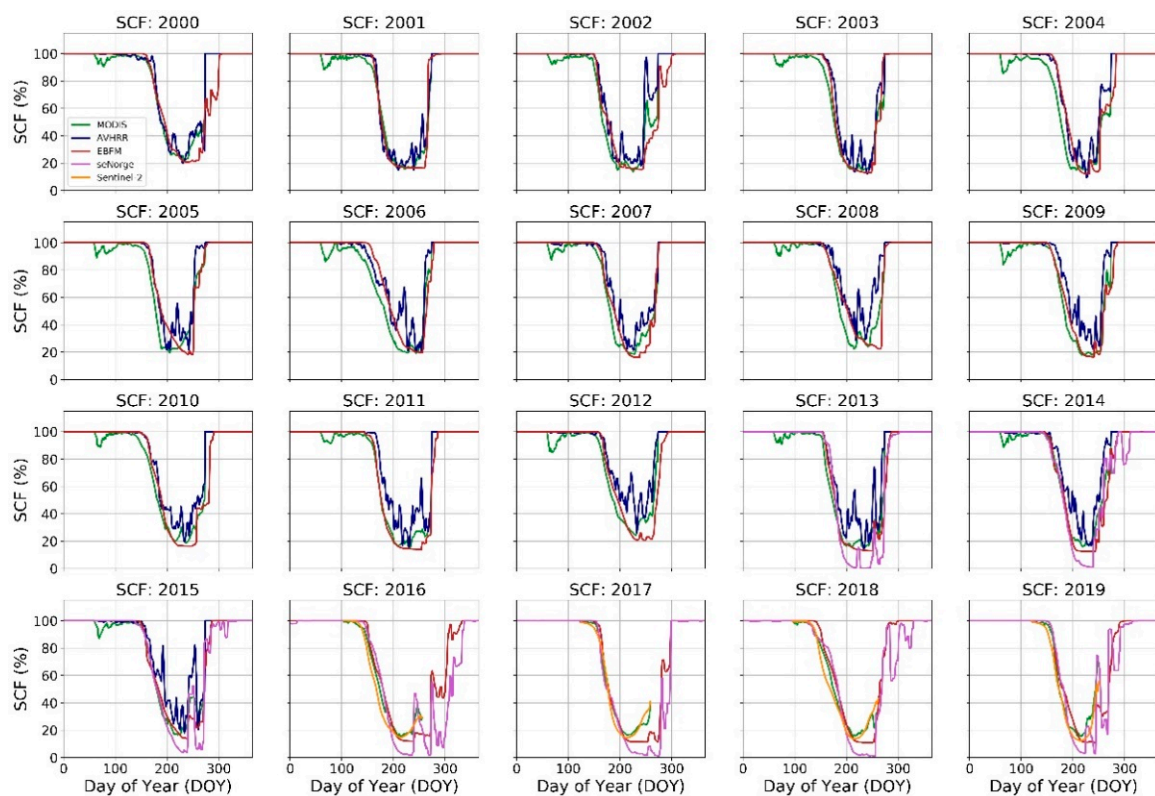 SCF: 2000 SCF: 2001 SCF: 2002 SCF: 2003 SCF: 2004
SCF (%)
100
80
60
40
20
0
MODIS
AVHRR
EBFM
seNorge
Sentinel-2
SCF: 2005 SCF: 2006 SCF: 2007 SCF: 2008 SCF: 2009
SCF (%)
100
80
60
40
20
0
SCF: 2010 SCF: 2011 SCF: 2012 SCF: 2013 SCF: 2014
SCF (%)
100
80
60
40
20
0
SCF: 2015 SCF: 2016 SCF: 2017 SCF: 2018 SCF: 2019
SCF (%)
100
80
60
40
20
0
0 100 200 300 0 100 200 300 0 100 200 300 0 100 200 300 0 100 200 300
Day of Year (DOY) Day of Year (DOY) Day of Year (DOY) Day of Year (DOY) Day of Year (DOY)